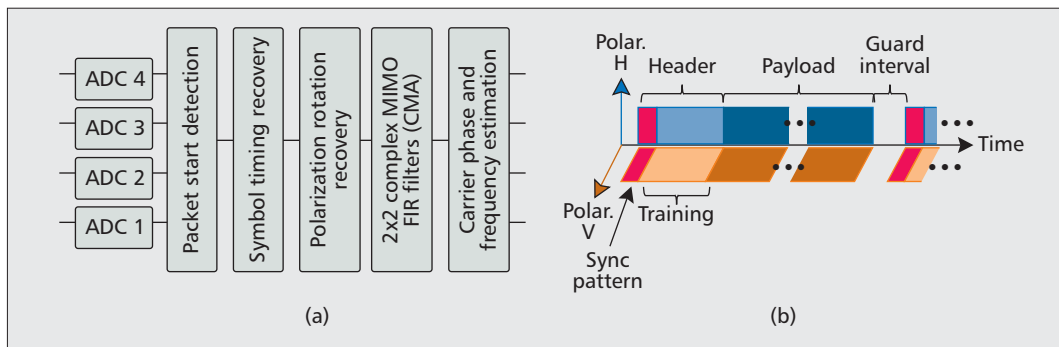 ADC 4
ADC 3
ADC 2
ADC 1
Packet start detection
Symbol timing recovery
Polarization rotation
recovery
2x2 complex MIMO
FIR filters (CMA)
Carrier phase and
frequency estimation
(a)
Polar.
H
Header
Payload
Guard
interval
Time
Polar.
V
Training
Sync
pattern
(b)